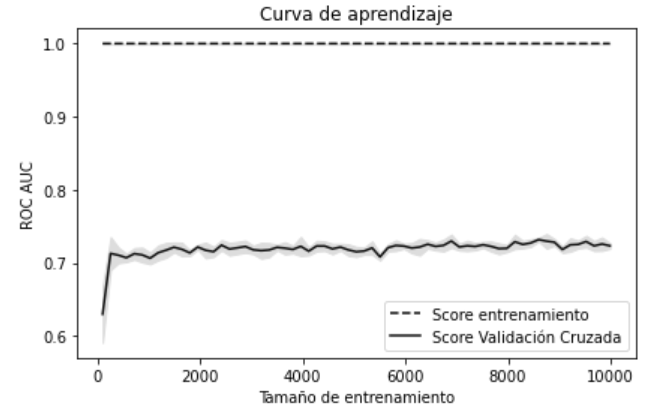 Curva de aprendizaje
1.0
0.9
0.8
0.7
0.6
ROC AUC
0
2000
4000
6000
8000
10000
Tamaño de entrenamiento
Score entrenamiento
Score Validación Cruzada